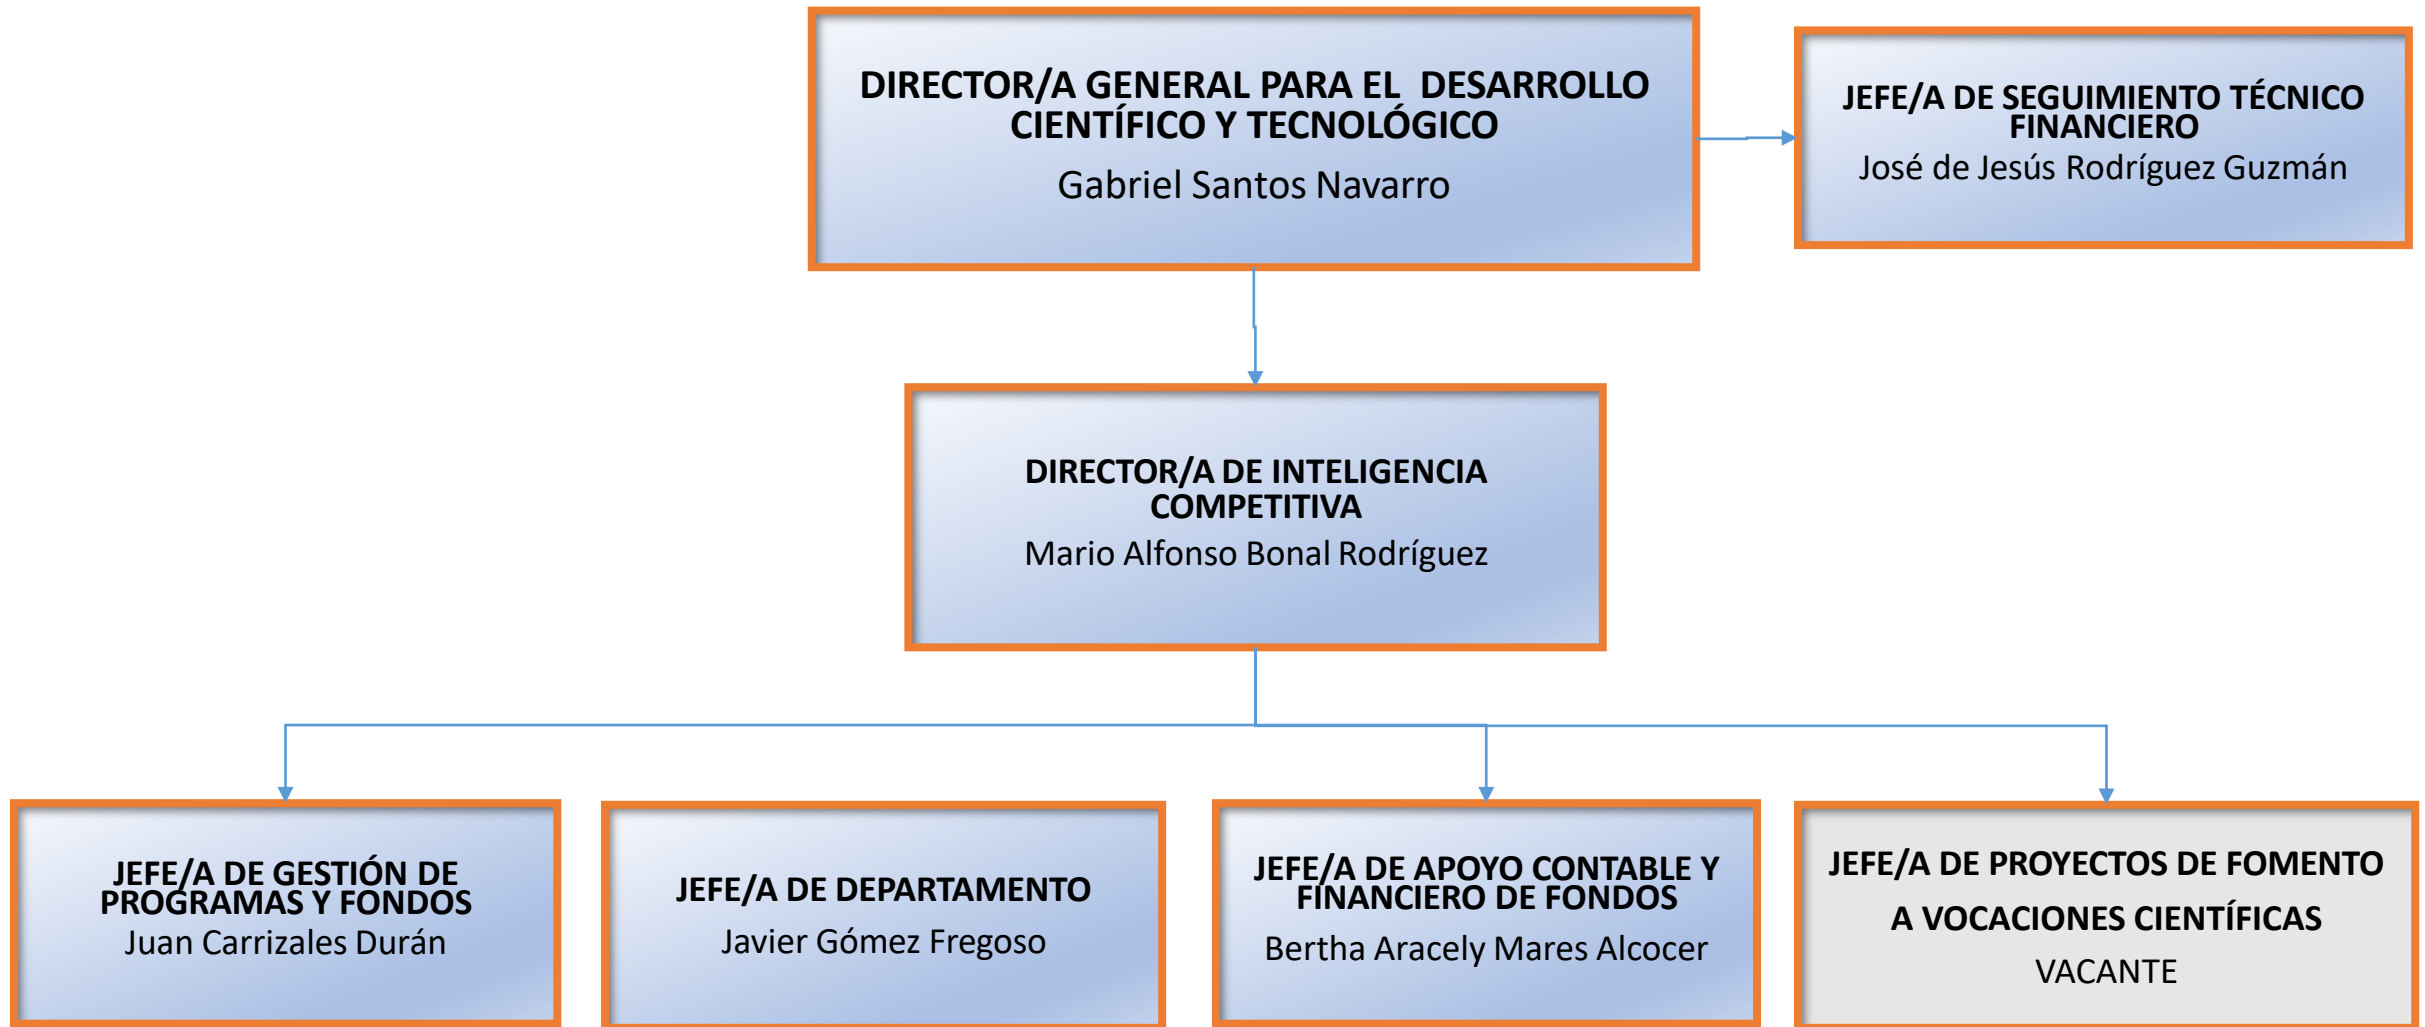 DIRECTOR/A GENERAL PARA EL DESARROLLO
CIENTÍFICO Y TECNOLÓGICO
Gabriel Santos Navarro
JEFE/A DE SEGUIMIENTO TÉCNICO
FINANCIERO
José de Jesús Rodríguez Guzmán
DIRECTOR/A DE INTELIGENCIA
COMPETITIVA
Mario Alfonso Bonal Rodríguez
JEFE/A DE GESTIÓN DE
PROGRAMAS Y FONDOS
Juan Carrizales Durán
JEFE/A DE DEPARTAMENTO
Javier Gómez Fregoso
JEFE/A DE APOYO CONTABLE Y
FINANCIERO DE FONDOS
Bertha Aracely Mares Alcocer
JEFE/A DE PROYECTOS DE FOMENTO
A VOCACIONES CIENTÍFICAS
VACANTE